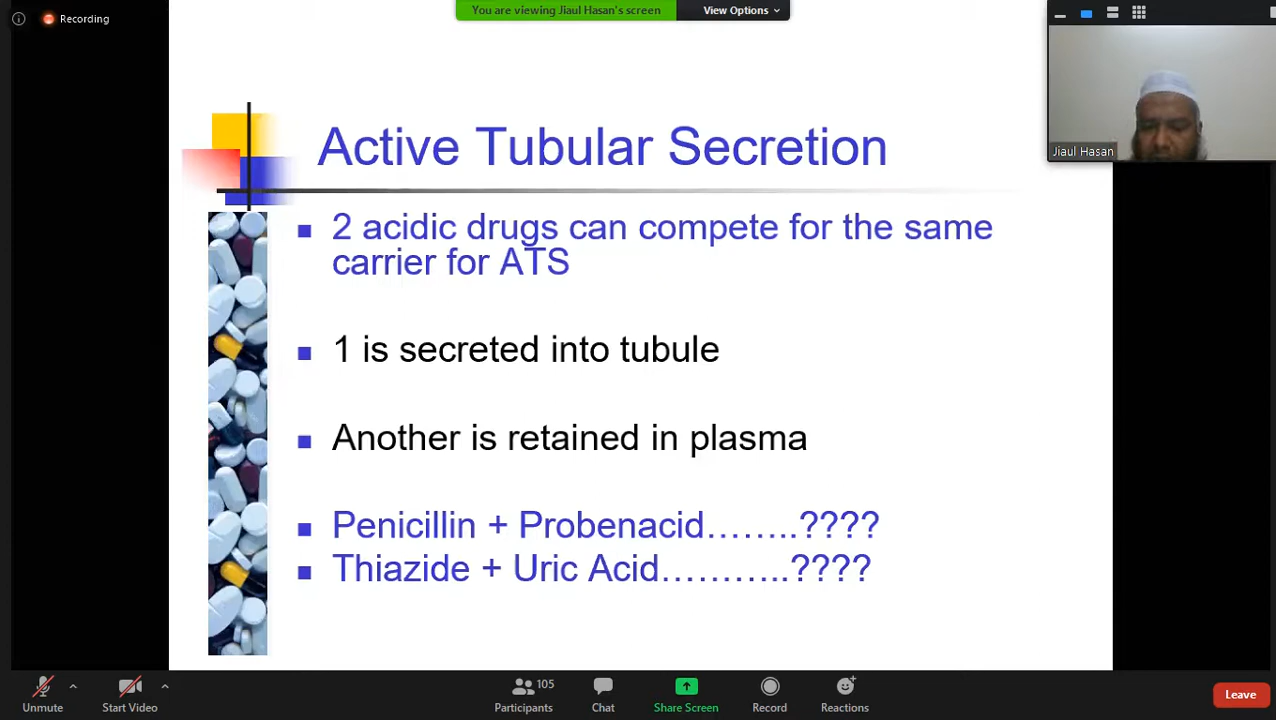 Recording
You are viewing Jiaul Hasan's screen
View Options
Jiaul Hasan
Active Tubular Secretion
2 acidic drugs can compete for the same
carrier for ATS
1 is secreted into tubule
Another is retained in plasma
Penicillin + Probenacid……..????
Thiazide + Uric Acid………..????
Unmute
Start Video
105
Participants
Chat
Share Screen
Record
Reactions
Leave